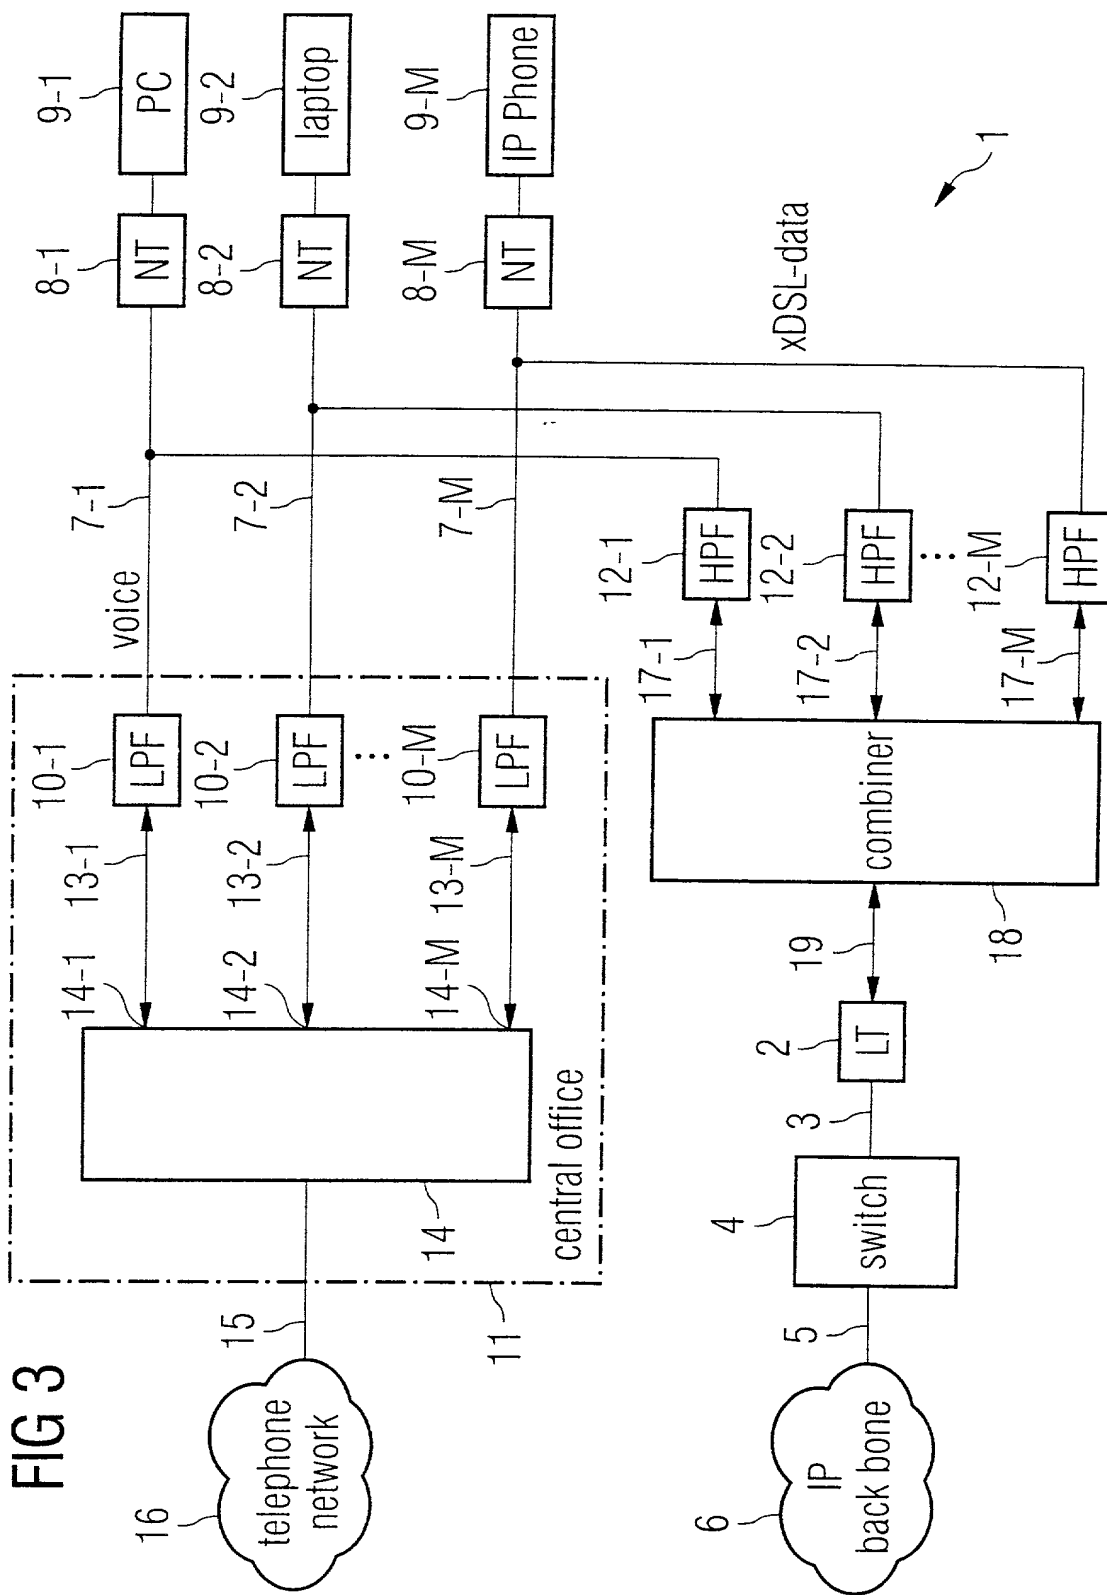 FIG 3
16
telephone
network
15
11
14
central office
14-1
14-2
14-M
13-1
13-2
13-M
10-1
LPF
10-2
LPF
...
10-M
LPF
voice
7-1
7-2
7-M
8-1
NT
8-2
NT
8-M
NT
9-1
PC
9-2
laptop
9-M
IP Phone
6
IP
back bone
5
4
switch
3
2
LT
19
18
combiner
17-1
17-2
17-M
12-1
HPF
12-2
HPF
...
12-M
HPF
xDSL-data
1